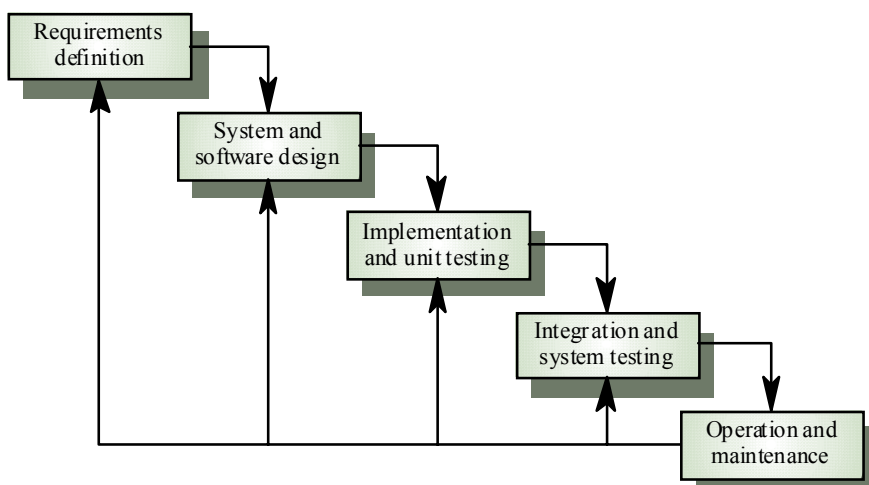 Requirements
definition
System and
software design
Implementation
and unit testing
Integration and
system testing
Operation and
maintenance